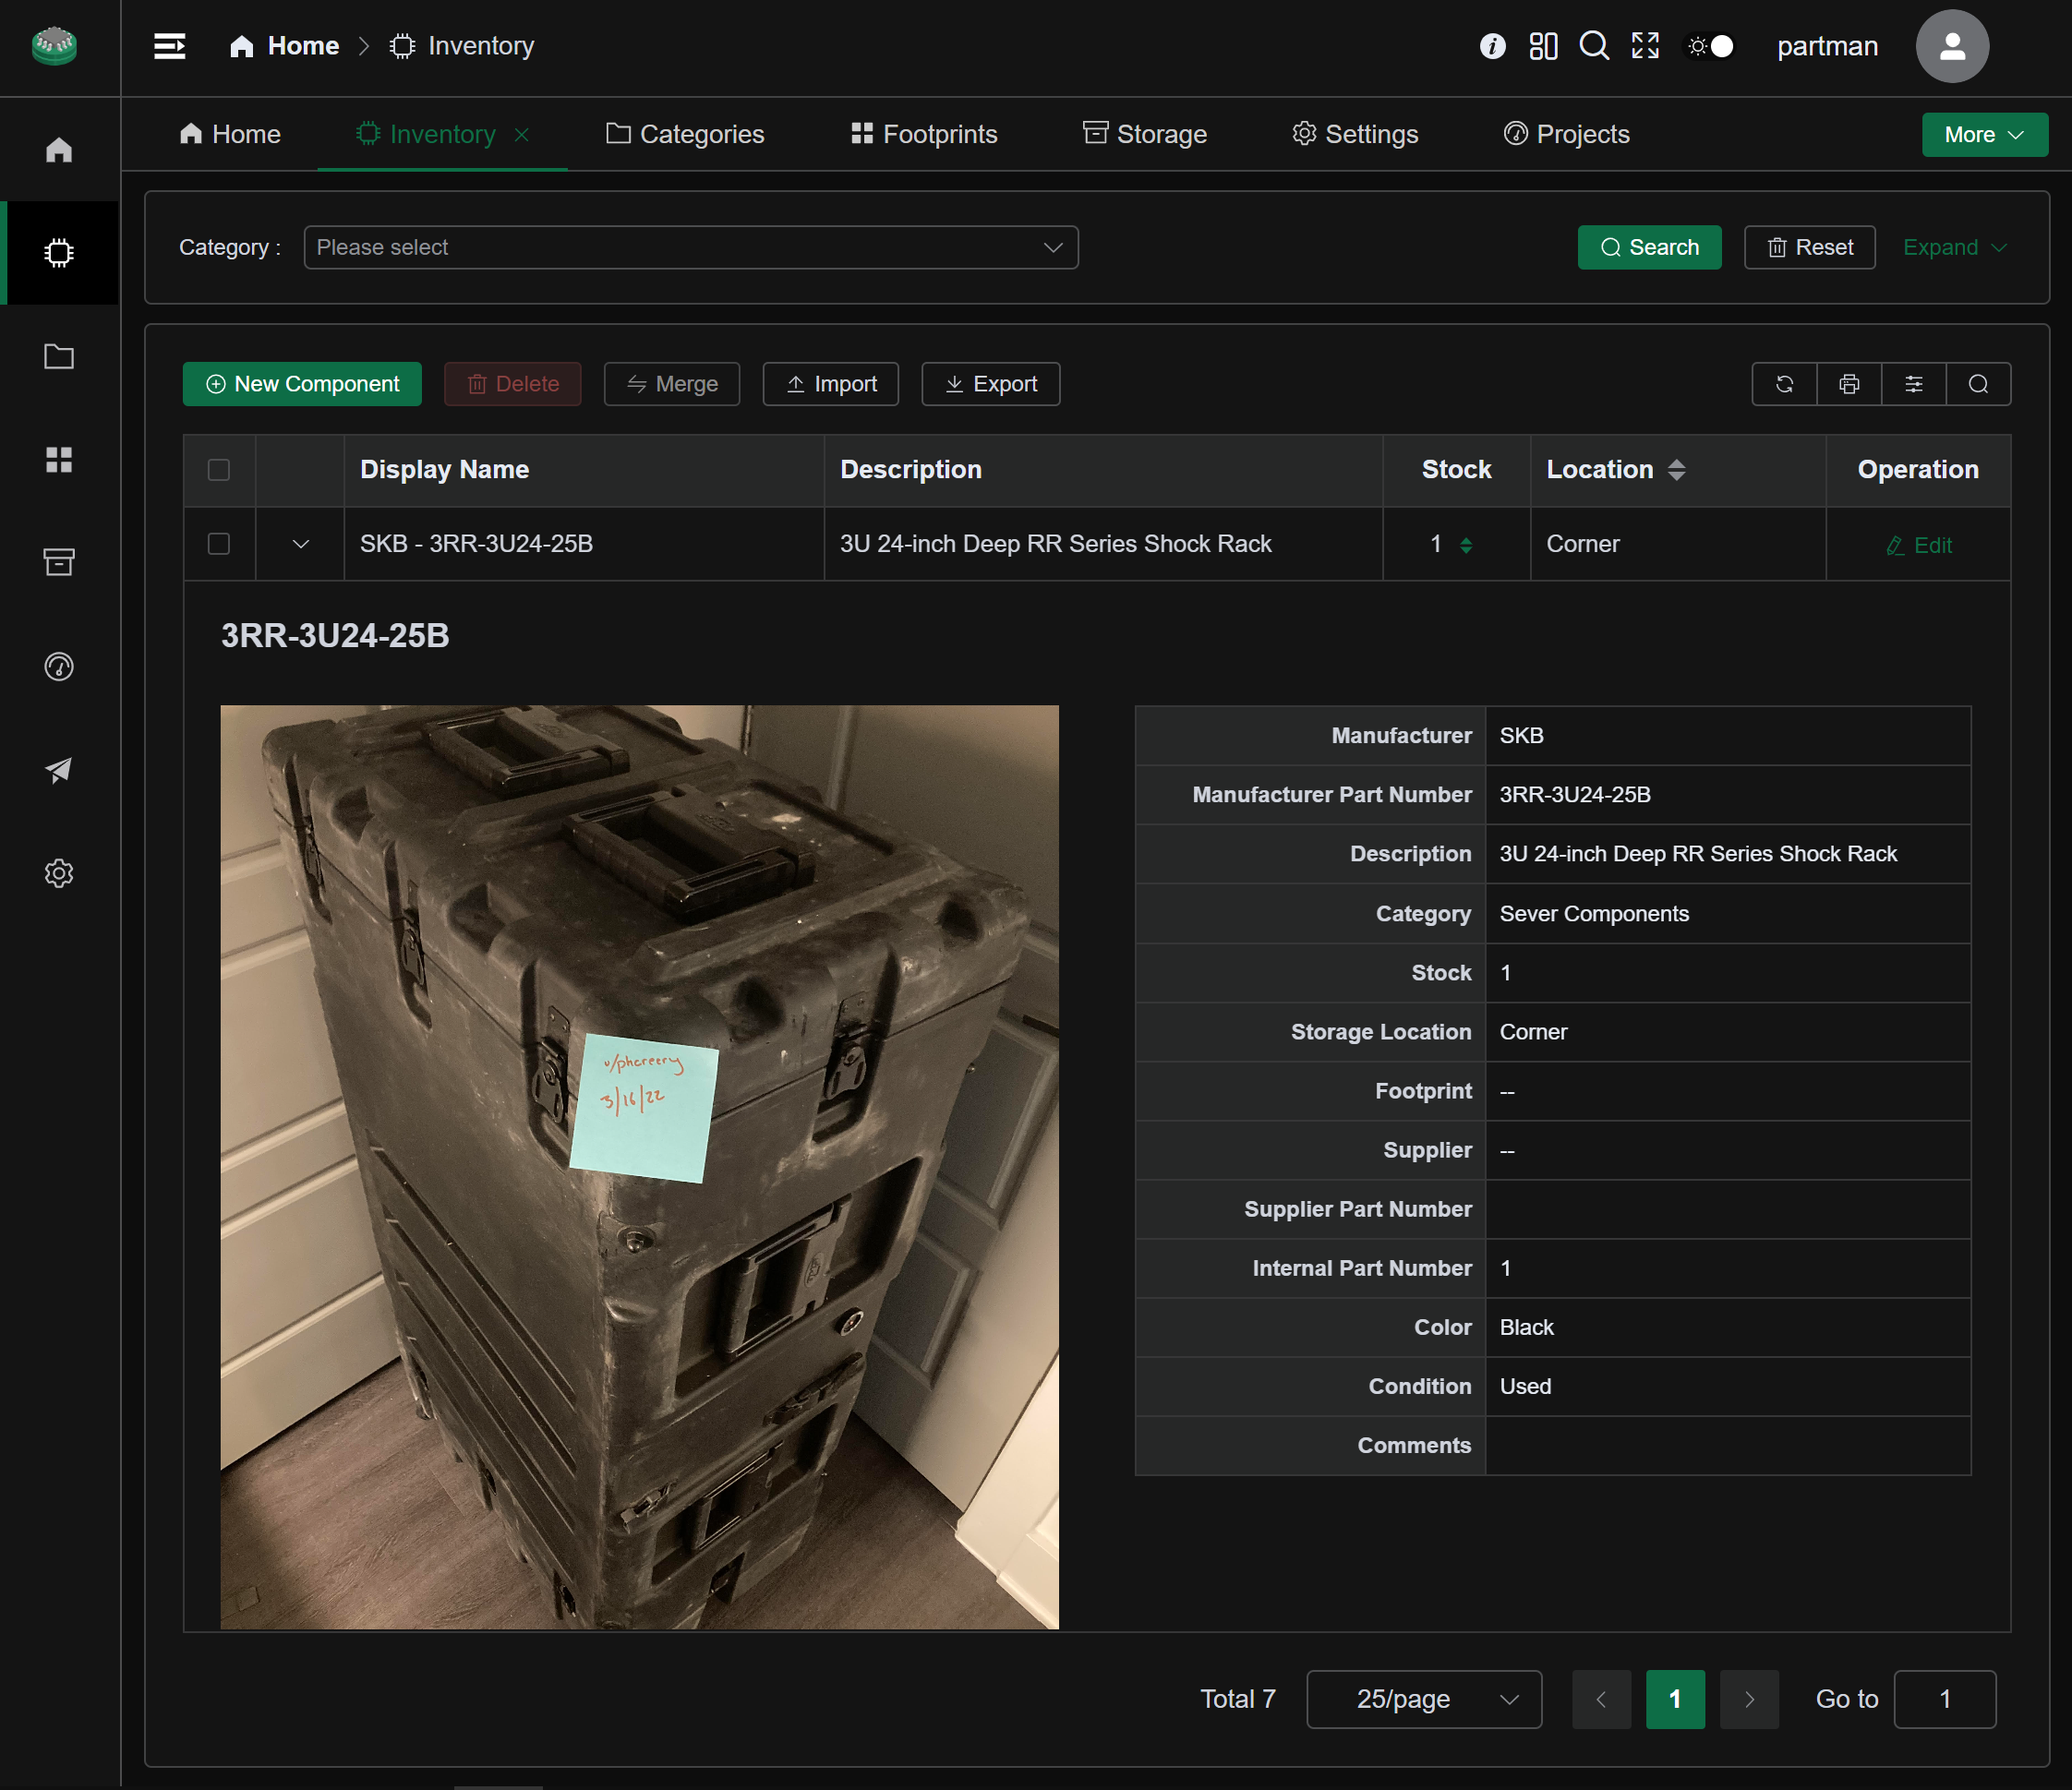 Home > Inventory
partman
Home
Inventory
Categories
Footprints
Storage
Settings
Projects
More
Category :
Please select
Search
Reset
Expand
New Component
Delete
Merge
Import
Export
Display Name
Description
Stock
Location
Operation
SKB - 3RR-3U24-25B
3U 24-inch Deep RR Series Shock Rack
1
Corner
Edit
3RR-3U24-25B
u/phareery
3/16/22
Manufacturer SKB
Manufacturer Part Number 3RR-3U24-25B
Description 3U 24-inch Deep RR Series Shock Rack
Category Sever Components
Stock 1
Storage Location Corner
Footprint --
Supplier --
Supplier Part Number
Internal Part Number 1
Color Black
Condition Used
Comments
Total 7
25/page
1
Go to
1